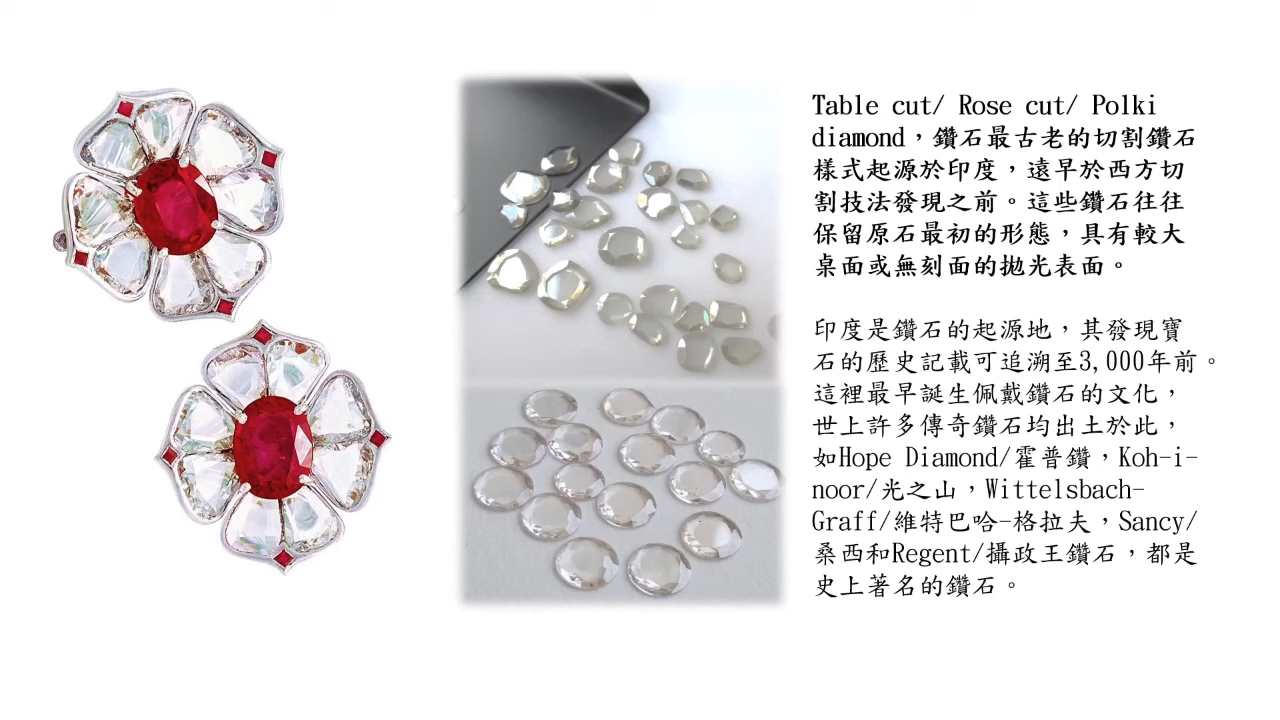 Table cut/ Rose cut/ Polki
diamond，鑽石最古老的切割鑽石
樣式起源於印度，遠早於西方切
割技法發現之前。這些鑽石往往
保留原石最初的形態，具有較大
桌面或無刻面的拋光表面。
印度是鑽石的起源地，其發現寶
石的歷史記載可追溯至3,000年前。
這裡最早誕生佩戴鑽石的文化，
世上許多傳奇鑽石均出土於此，
如Hope Diamond/霍普鑽，Koh-i-
noor/光之山，Wittelsbach-
Graff/維特巴哈-格拉夫，Sancy/
桑西和Regent/攝政王鑽石，都是
史上著名的鑽石。